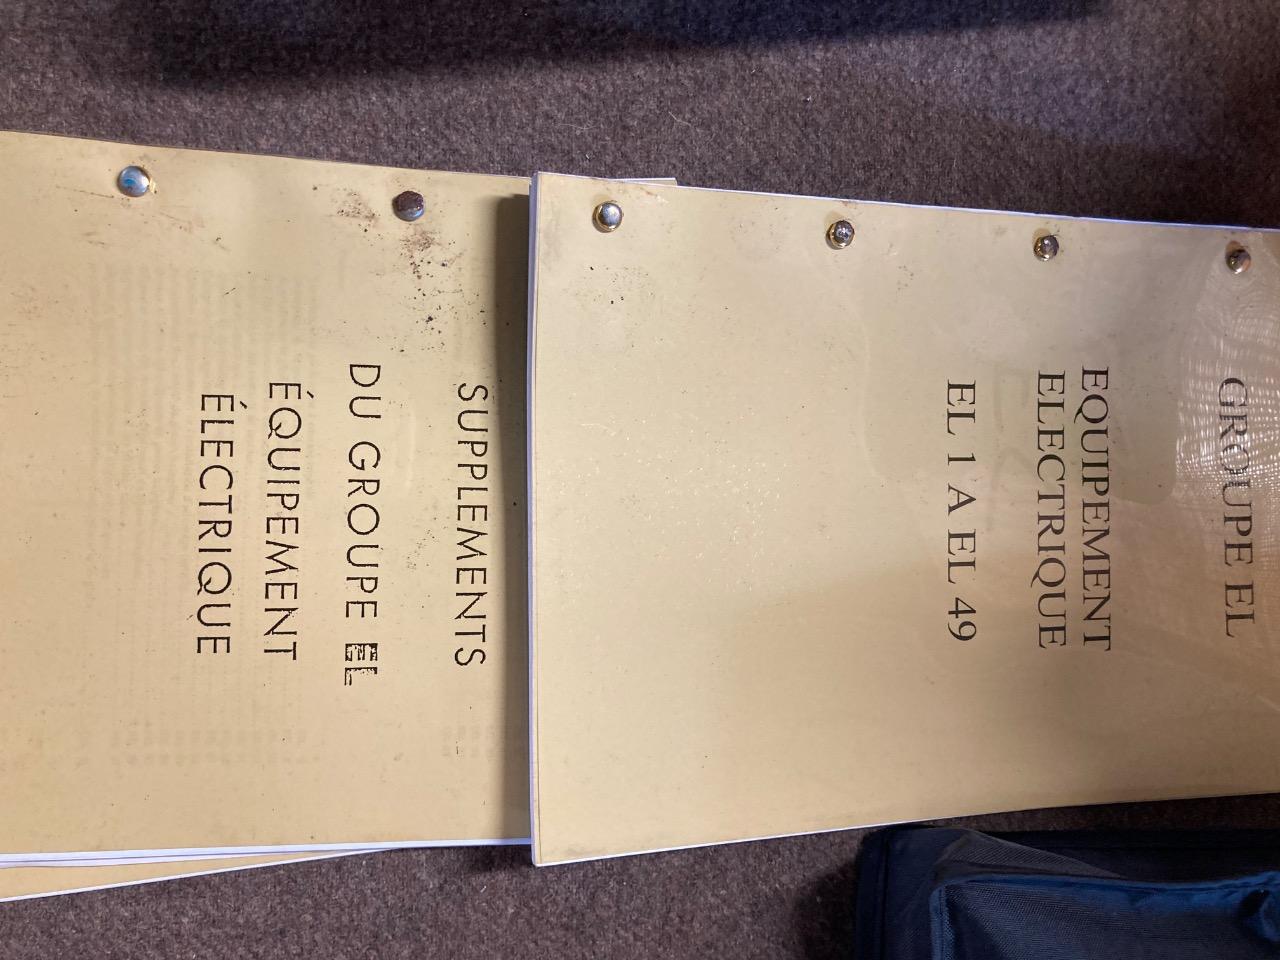 SUPPLEMENTS
DU GROUPE EL
ÉQUIPEMENT
ÉLECTRIQUE
GROUPE EL
EQUIPEMENT
ELECTRIQUE
EL 1 A EL 49